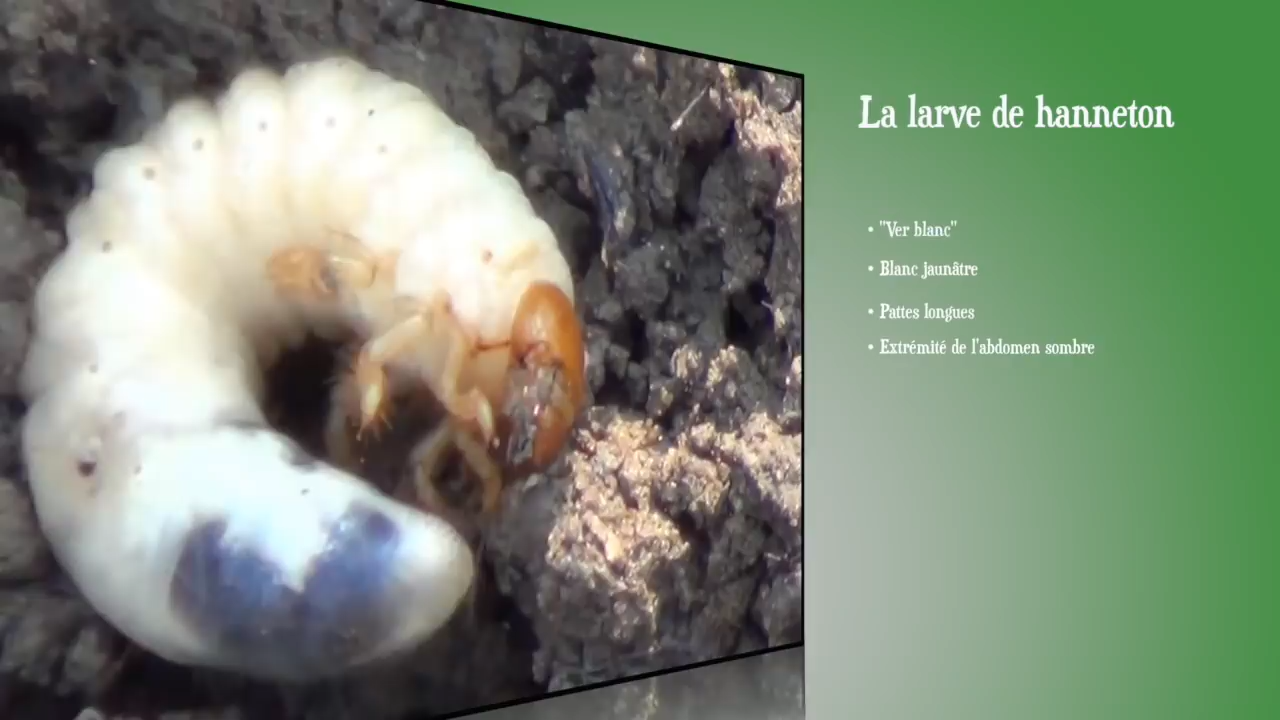 La larve de hanneton
• "Ver blanc"
• Blanc jaunâtre
• Pattes longues
• Extrémité de l'abdomen sombre